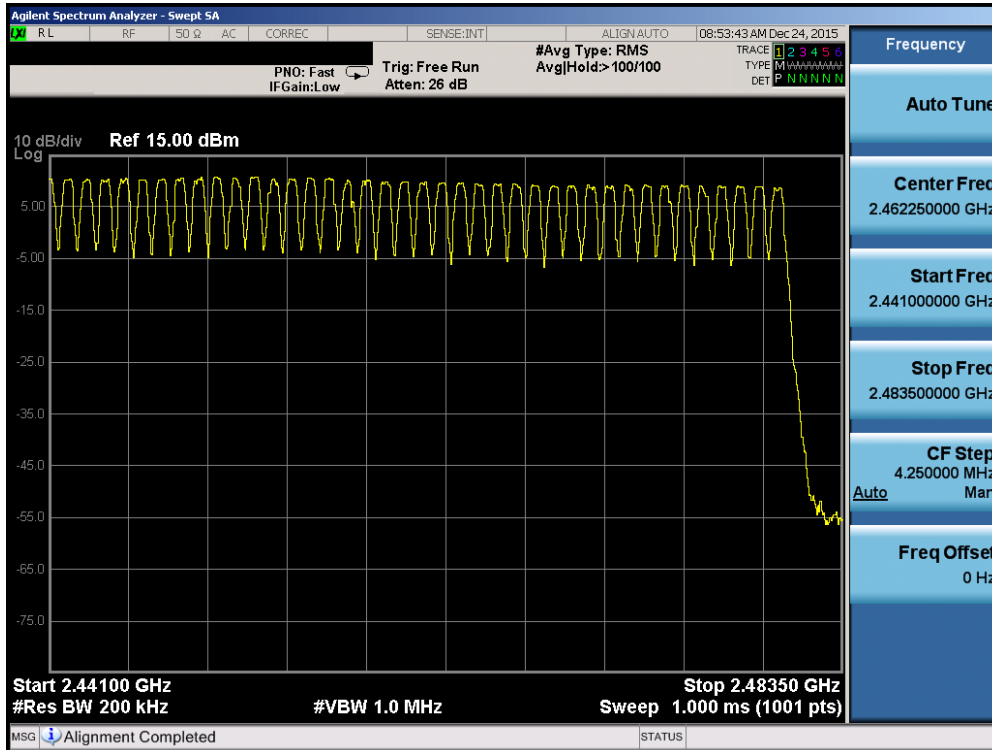 Agilent Spectrum Analyzer - Swept SA
LXI RL RF 50 Ω AC CORREC SENSE:INT ALIGN AUTO 08:53:43 AM Dec 24, 2015
Frequency
PNO: Fast
IFGain:Low
Trig: Free Run
Atten: 26 dB
#Avg Type: RMS
Avg|Hold:>100/100
TRACE 1 2 3 4 5 6
TYPE M
DET P N N N N N
Auto Tune
10 dB/div Ref 15.00 dBm
Log
5.00
-5.00
-15.0
-25.0
-35.0
-45.0
-55.0
-65.0
-75.0
Center Freq
2.462250000 GHz
Start Freq
2.441000000 GHz
Stop Freq
2.483500000 GHz
CF Step
4.250000 MHz
Auto Man
Freq Offset
0 Hz
Start 2.44100 GHz Stop 2.48350 GHz
#Res BW 200 kHz #VBW 1.0 MHz Sweep 1.000 ms (1001 pts)
MSG Alignment Completed STATUS